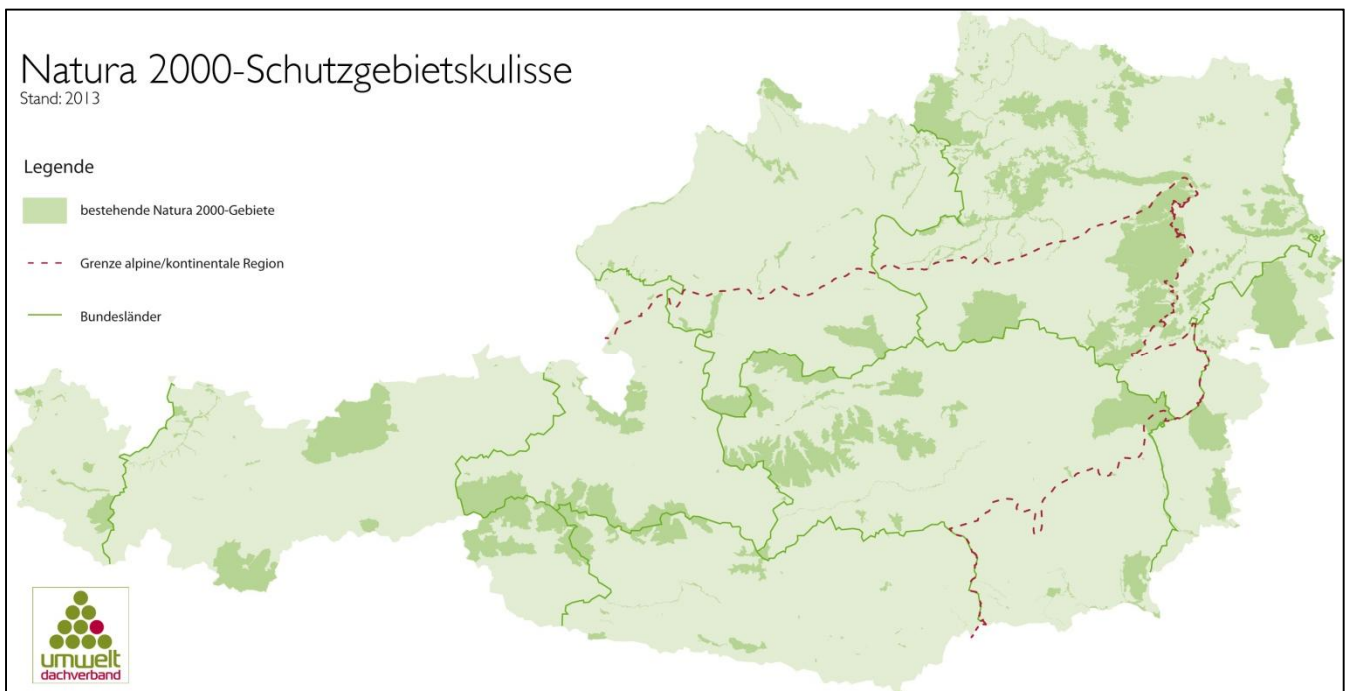 Natura 2000-Schutzgebietskulisse
Stand: 2013
Legende
bestehende Natura 2000-Gebiete
Grenze alpine/kontinentale Region
Bundesländer
umwelt
dachverband